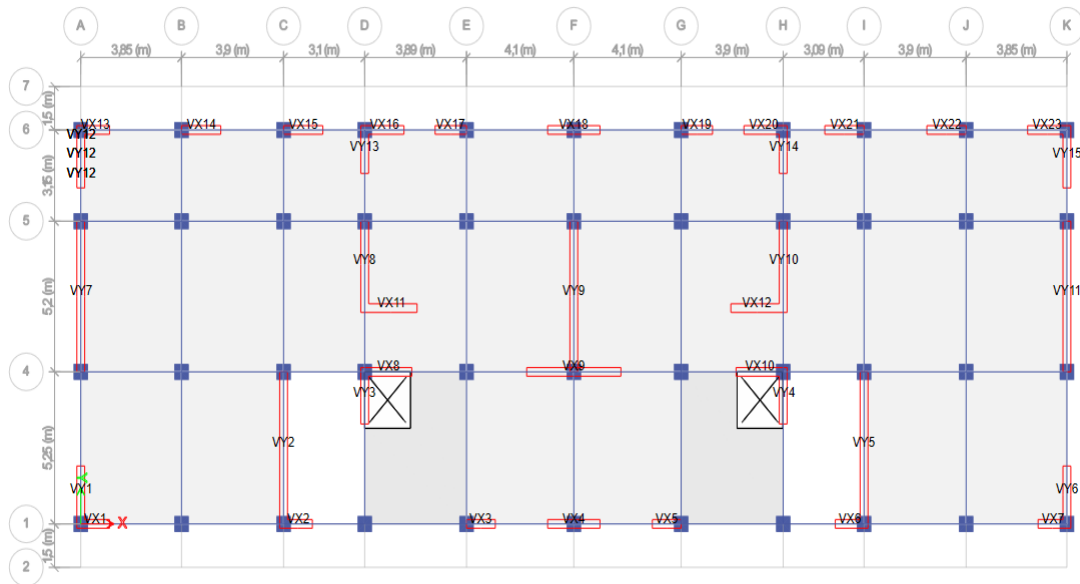 A B C D E F G H I J K
3,85 (m) 3,9 (m) 3,1 (m) 3,89 (m) 4,1 (m) 4,1 (m) 3,9 (m) 3,09 (m) 3,9 (m) 3,85 (m)
7
1,5 (m)
6 VX13 VX14 VX15 VX16 VX17 VX18 VX19 VX20 VX21 VX22 VX23
VY12
VY13 VY14
VY12 VY15
3,15 (m)
VY12
5
VY8 VY10
5,2 (m) VY7 VY9 VY11
VX11 VX12
4 VX8 VX9 VX10
VY3 VY4
5,25 (m) VY2 VY5
VY1 VY6
1 VX1 X VX2 VX3 VX4 VX5 VX6 VX7
1,5 (m)
2